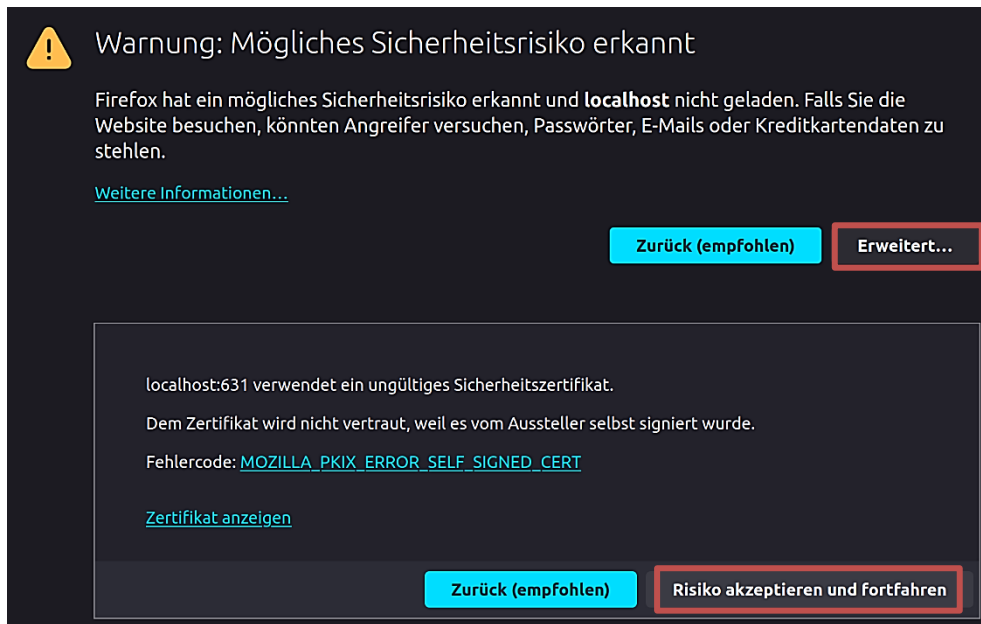 Warnung: Mögliches Sicherheitsrisiko erkannt
Firefox hat ein mögliches Sicherheitsrisiko erkannt und localhost nicht geladen. Falls Sie die
Website besuchen, könnten Angreifer versuchen, Passwörter, E-Mails oder Kreditkartendaten zu
stehlen.
Weitere Informationen…
Zurück (empfohlen) Erweitert…
localhost:631 verwendet ein ungültiges Sicherheitszertifikat.
Dem Zertifikat wird nicht vertraut, weil es vom Aussteller selbst signiert wurde.
Fehlercode: MOZILLA_PKIX_ERROR_SELF_SIGNED_CERT
Zertifikat anzeigen
Zurück (empfohlen) Risiko akzeptieren und fortfahren